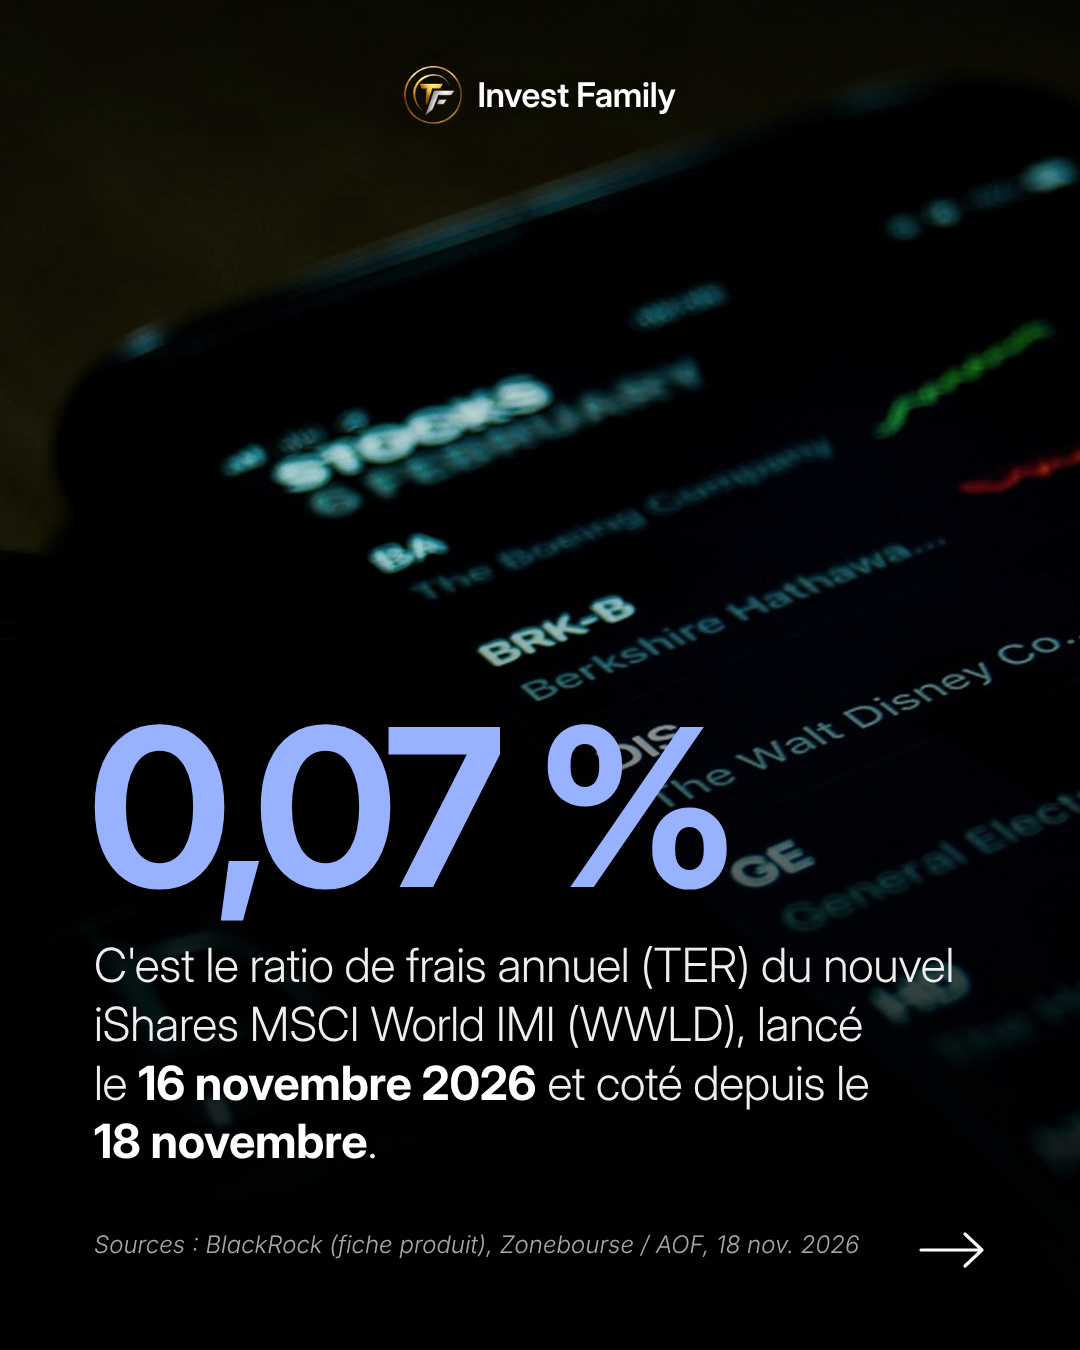 TF Invest Family
STOCKS
6 FEBRUARY
BA
The Boeing Company
BRK-B
Berkshire Hathawa...
DIS
The Walt Disney Co...
GE
General Elect
0,07 %
C'est le ratio de frais annuel (TER) du nouvel
iShares MSCI World IMI (WWLD), lancé
le 16 novembre 2026 et coté depuis le
18 novembre.
Sources : BlackRock (fiche produit), Zonebourse / AOF, 18 nov. 2026